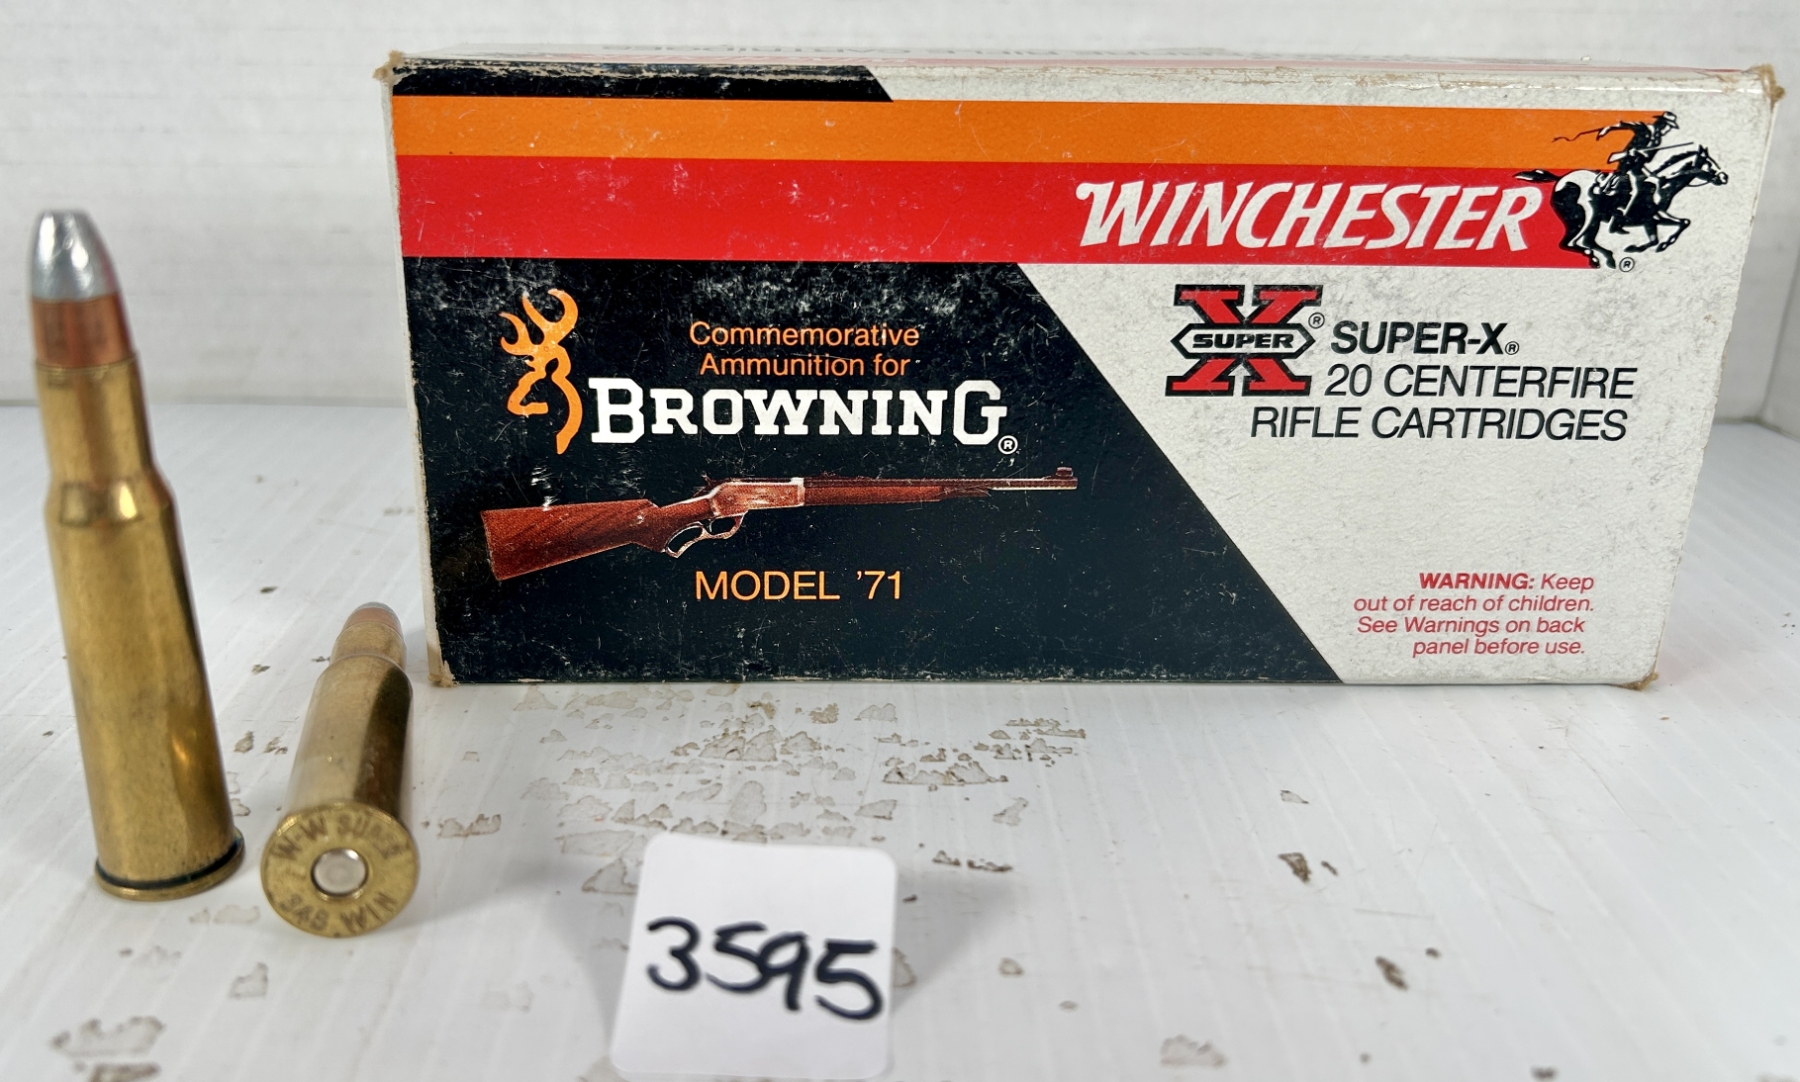 WINCHESTER
®
Commemorative
Ammunition for
BROWNING®
MODEL '71
X SUPER ®
SUPER-X®
20 CENTERFIRE
RIFLE CARTRIDGES
WARNING: Keep
out of reach of children.
See Warnings on back
panel before use.
W-W SUPER
348 WIN
3595